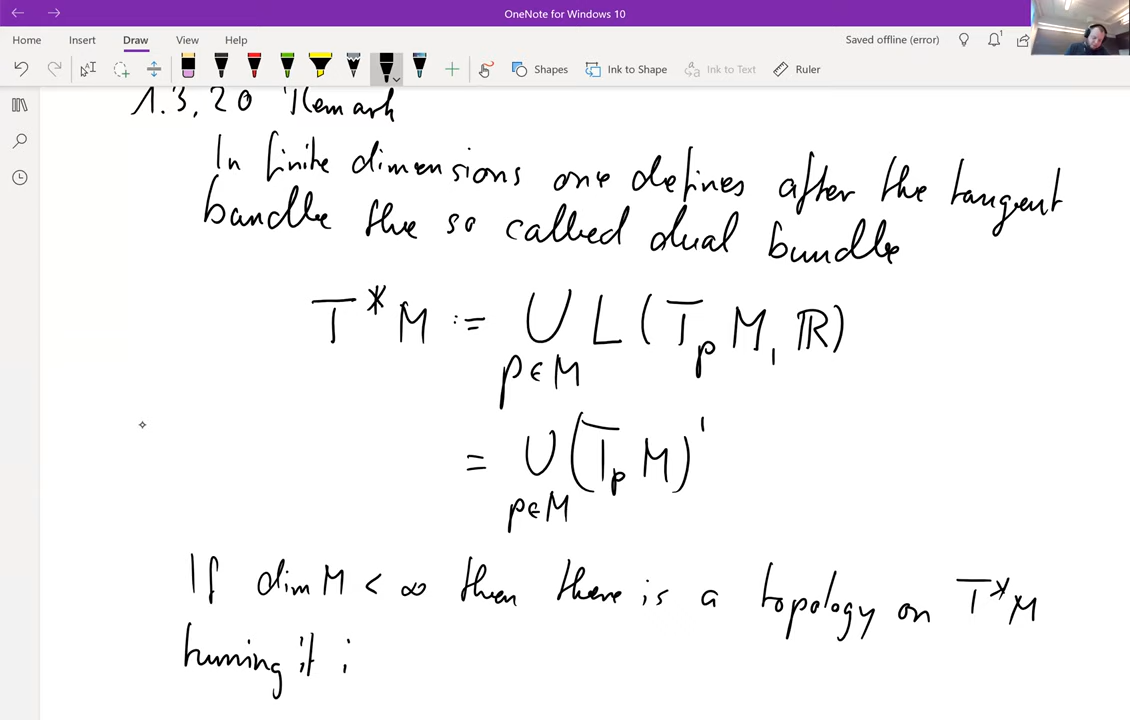 OneNote for Windows 10
Home Insert Draw View Help
Saved offline (error)
Shapes Ink to Shape Ink to Text Ruler
1.3.20 Remark
In finite dimensions one defines after the tangent
bundle the so called dual bundle
T*M := ∪ L(T_p M, ℝ)
p∈M
= ∪ (T_p M)'
p∈M
If dim M < ∞ then there is a topology on T*M
turning it i